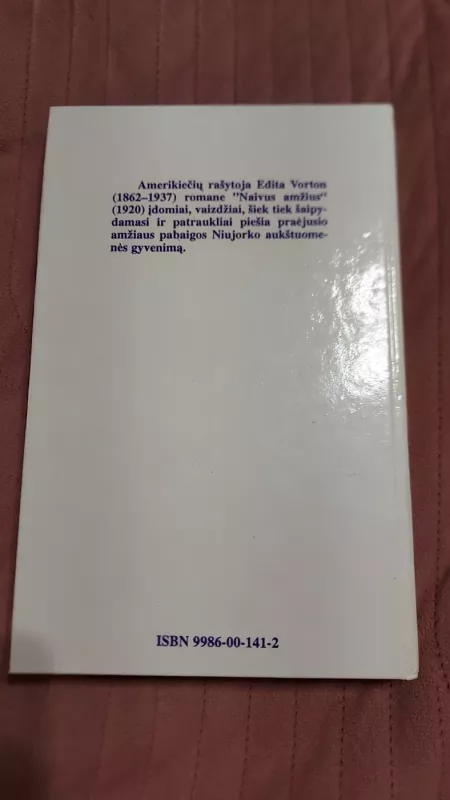 Amerikiečių rašytoja Edita Vorton
(1862–1937) romane "Naivus amžius"
(1920) įdomiai, vaizdžiai, šiek tiek šaipy-
damasi ir patraukliai piešia praėjusio
amžiaus pabaigos Niujorko aukštuome-
nės gyvenimą.
ISBN 9986-00-141-2